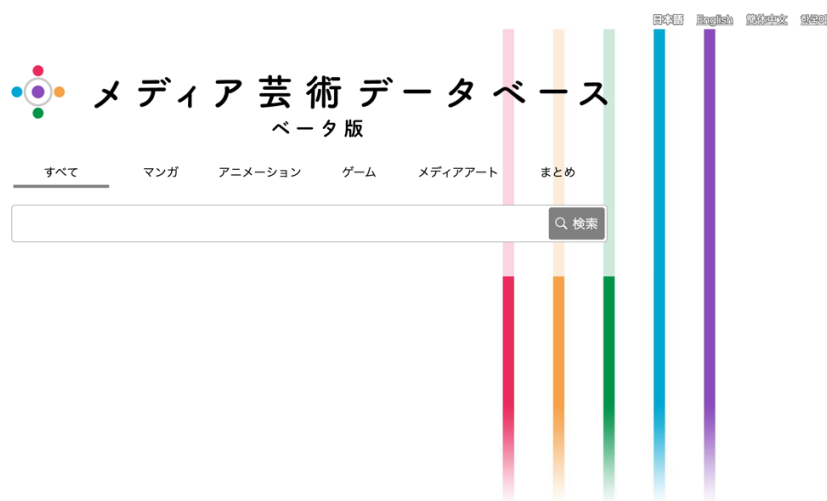 日本語 English 简体中文 한국어
メディア芸術データベース
ベータ版
すべて マンガ アニメーション ゲーム メディアアート まとめ
検索